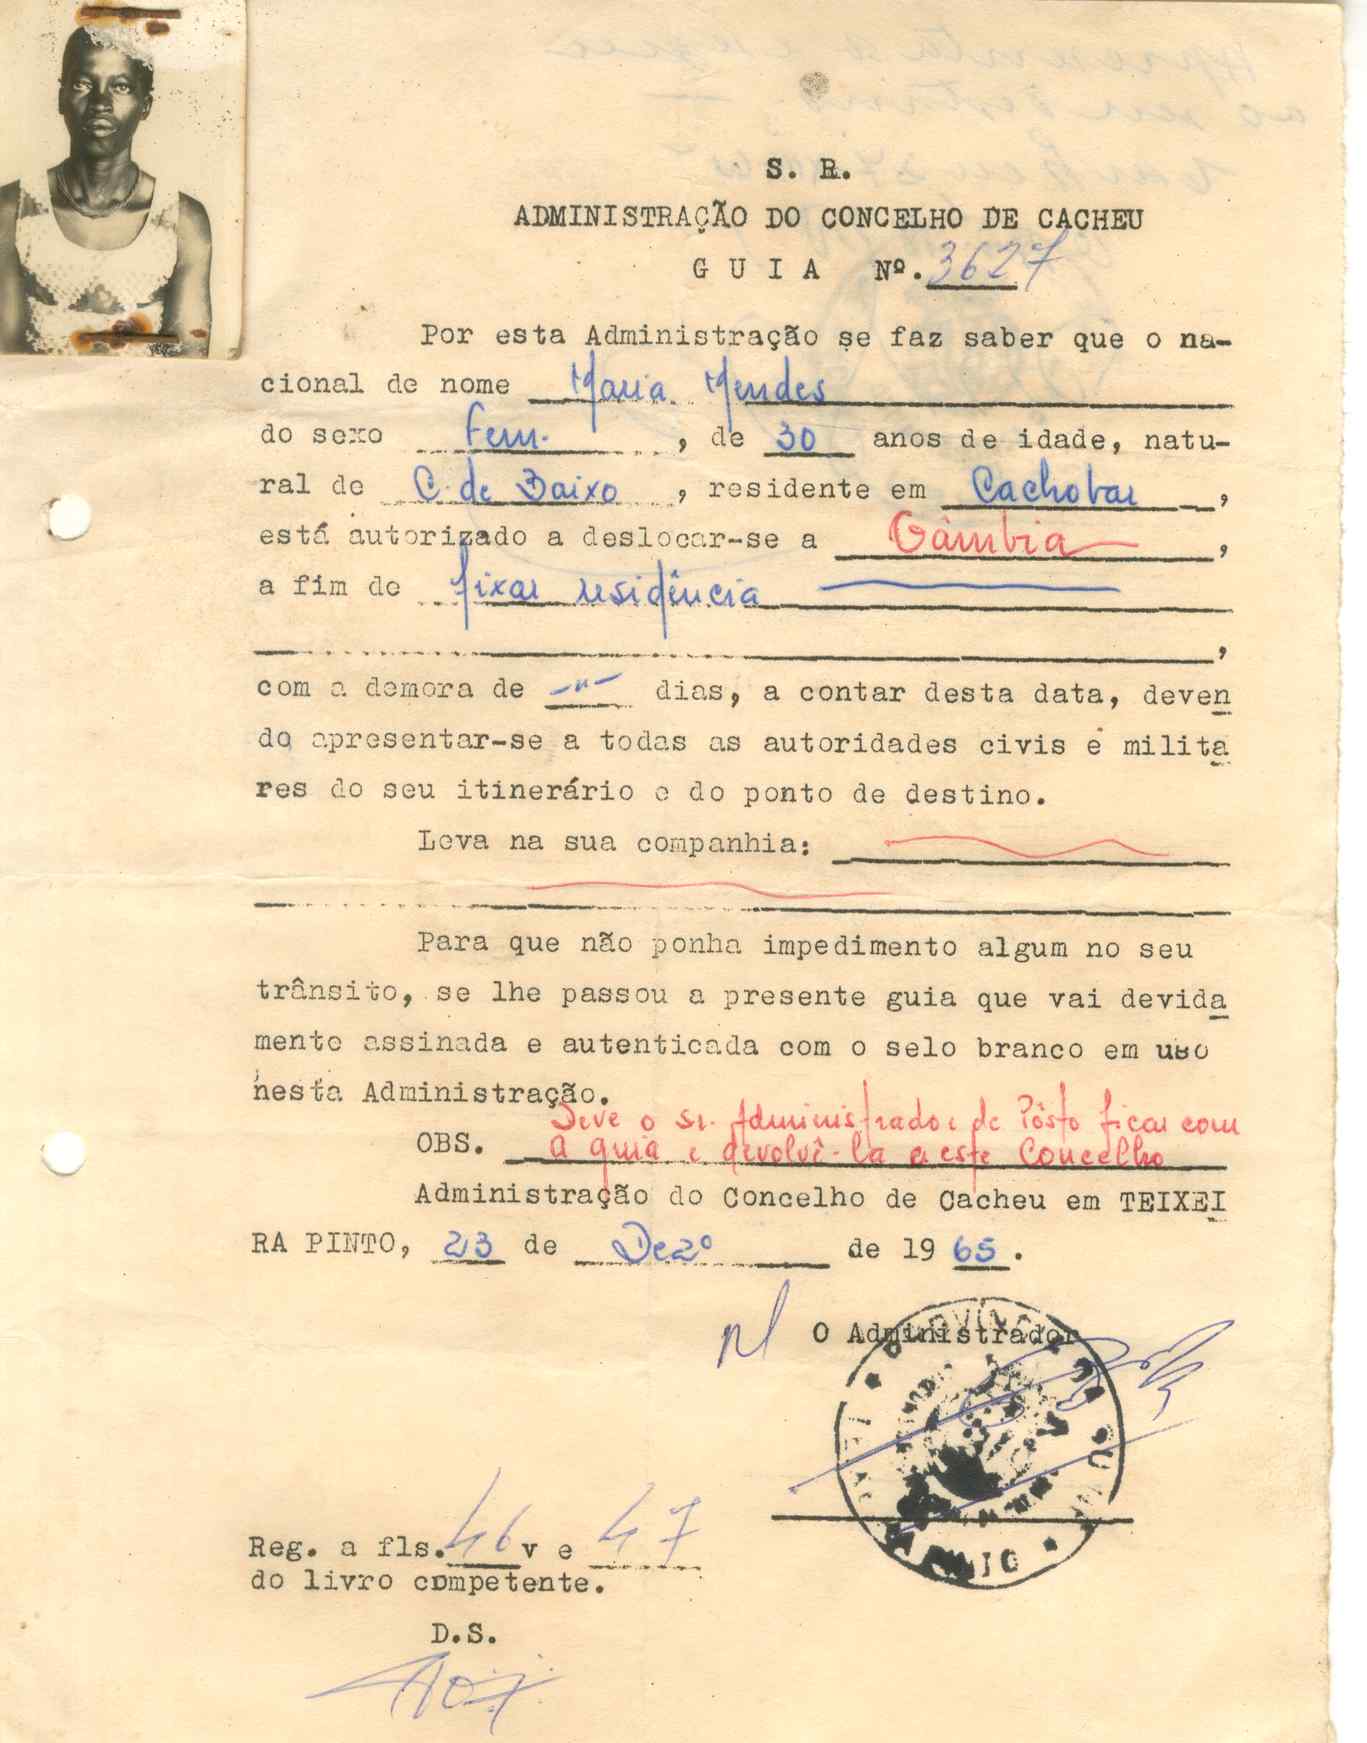 S. R.
ADMINISTRAÇÃO DO CONCELHO DE CACHEU
G U I A Nº. 3627
Por esta Administração se faz saber que o na-
cional de nome Maria Mendes
do sexo Fem. , de 30 anos de idade, natu-
ral de C. de Baixo , residente em Cachobar ,
está autorizado a deslocar-se a Gâmbia ,
a fim de fixar residência
,
com a demora de -"- dias, a contar desta data, deven
do apresentar-se a todas as autoridades civis e milita
res do seu itinerário e do ponto de destino.
Leva na sua companhia:
Para que não ponha impedimento algum no seu
trânsito, se lhe passou a presente guia que vai devida
mente assinada e autenticada com o selo branco em uso
nesta Administração.
Deve o sr. Administrador de Pôsto ficar com
OBS. a guia e devolvê-la a este Concelho
Administração do Concelho de Cacheu em TEIXEI
RA PINTO, 23 de Dezº de 19 65.
O Administrador
PROVINCIA DA GUINÉ
Reg. a fls. 46 v e 47
do livro competente.
D.S.